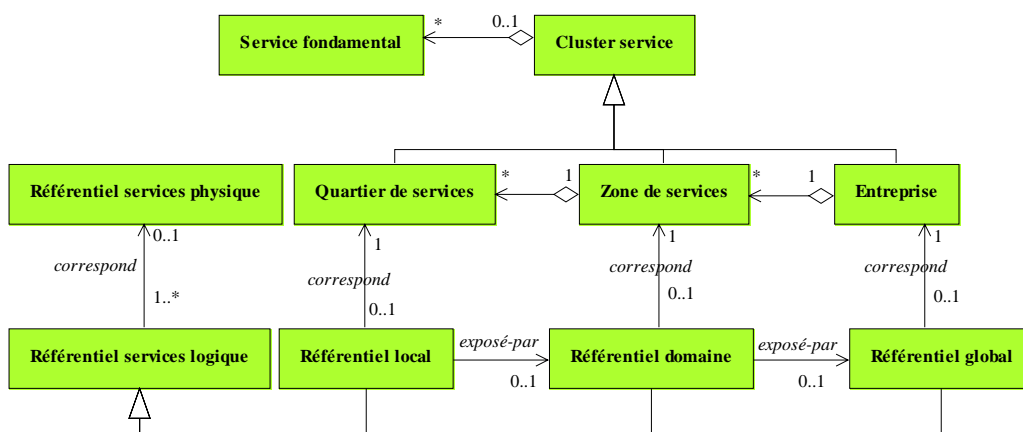 * 0..1
Service fondamental Cluster service
Référentiel services physique Quartier de services * 1 Zone de services * 1 Entreprise
0..1 1 1 1
correspond correspond correspond correspond
1..* 0..1 0..1 0..1
Référentiel services logique Référentiel local exposé-par 0..1 Référentiel domaine exposé-par 0..1 Référentiel global